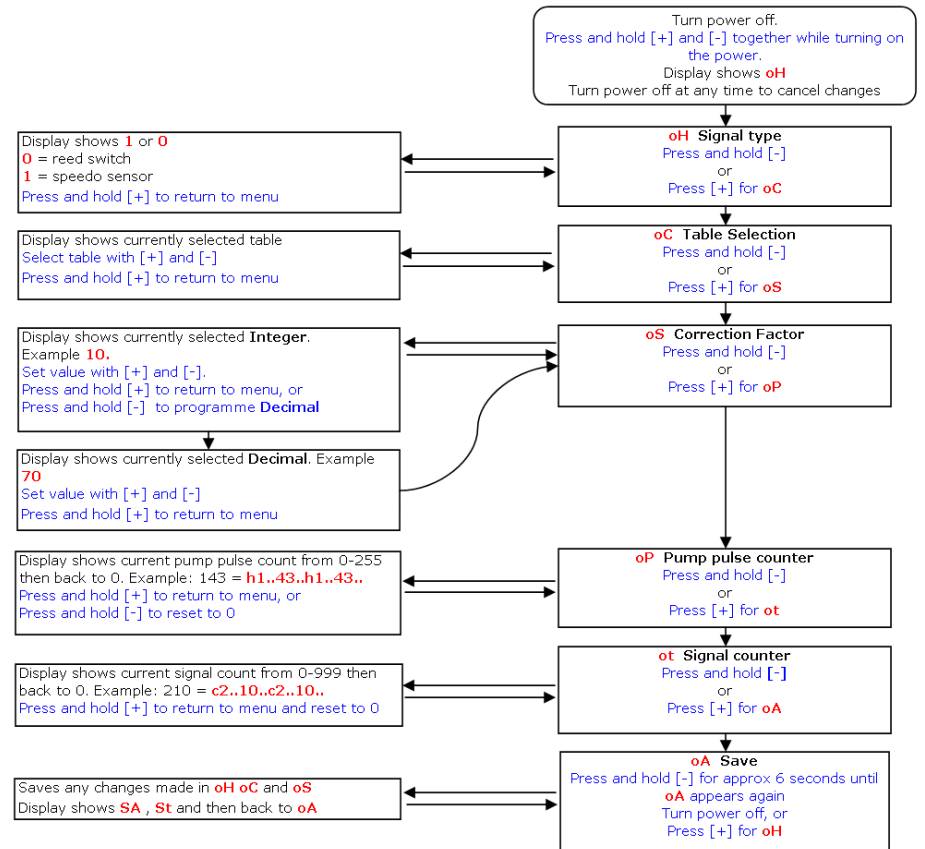 Turn power off.
Press and hold [+] and [-] together while turning on
the power.
Display shows oH
Turn power off at any time to cancel changes
oH Signal type
Press and hold [-]
or
Press [+] for oC
Display shows 1 or 0
0 = reed switch
1 = speedo sensor
Press and hold [+] to return to menu
oC Table Selection
Press and hold [-]
or
Press [+] for oS
Display shows currently selected table
Select table with [+] and [-]
Press and hold [+] to return to menu
oS Correction Factor
Press and hold [-]
or
Press [+] for oP
Display shows currently selected Integer.
Example 10.
Set value with [+] and [-].
Press and hold [+] to return to menu, or
Press and hold [-] to programme Decimal
Display shows currently selected Decimal. Example
70
Set value with [+] and [-]
Press and hold [+] to return to menu
oP Pump pulse counter
Press and hold [-]
or
Press [+] for ot
Display shows current pump pulse count from 0-255
then back to 0. Example: 143 = h1..43..h1..43..
Press and hold [+] to return to menu, or
Press and hold [-] to reset to 0
ot Signal counter
Press and hold [-]
or
Press [+] for oA
Display shows current signal count from 0-999 then
back to 0. Example: 210 = c2..10..c2..10..
Press and hold [+] to return to menu and reset to 0
oA Save
Press and hold [-] for approx 6 seconds until
oA appears again
Turn power off, or
Press [+] for oH
Saves any changes made in oH oC and oS
Display shows SA , St and then back to oA